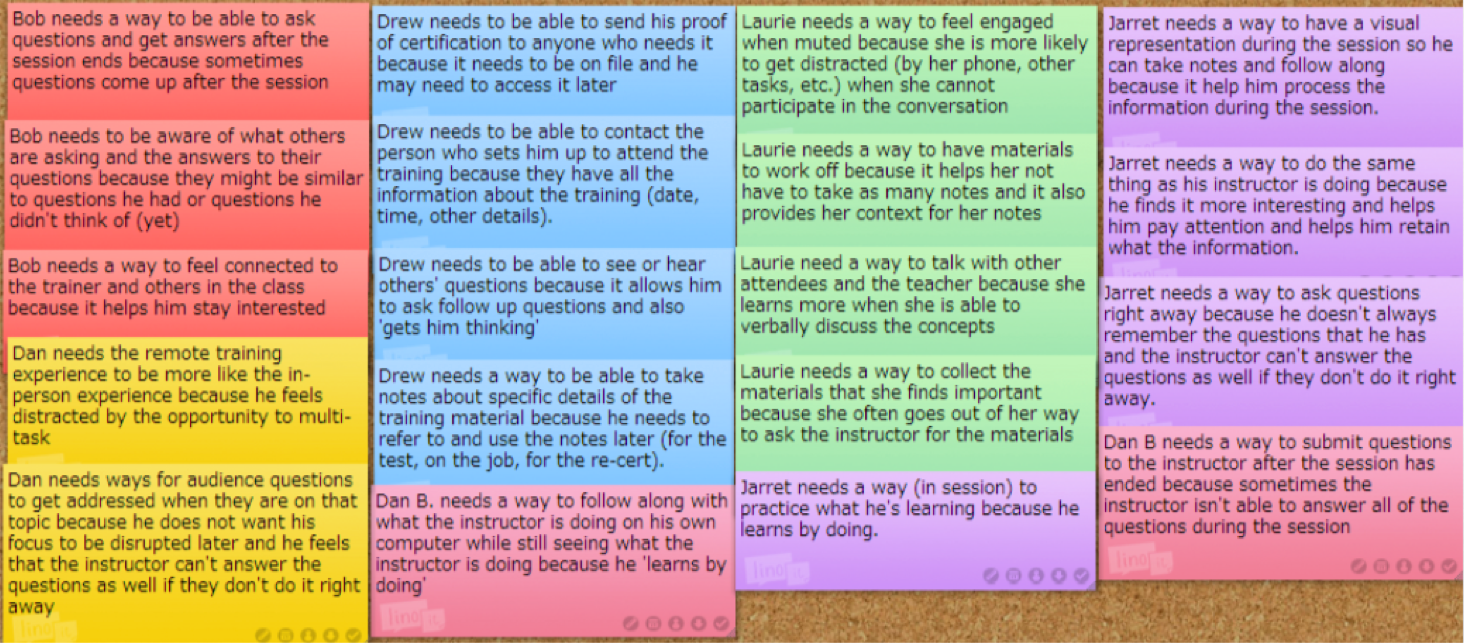 Bob needs a way to be able to ask
questions and get answers after the
session ends because sometimes
questions come up after the session
Bob needs to be aware of what others
are asking and the answers to their
questions because they might be similar
to questions he had or questions he
didn't think of (yet)
Bob needs a way to feel connected to
the trainer and others in the class
because it helps him stay interested
Dan needs the remote training
experience to be more like the in-
person experience because he feels
distracted by the opportunity to multi-
task
Dan needs ways for audience questions
to get addressed when they are on that
topic because he does not want his
focus to be disrupted later and he feels
that the instructor can't answer the
questions as well if they don't do it right
away
lino it
Drew needs to be able to send his proof
of certification to anyone who needs it
because it needs to be on file and he
may need to access it later
Drew needs to be able to contact the
person who sets him up to attend the
training because they have all the
information about the training (date,
time, other details).
Drew needs to be able to see or hear
others' questions because it allows him
to ask follow up questions and also
'gets him thinking'
Drew needs a way to be able to take
notes about specific details of the
training material because he needs to
refer to and use the notes later (for the
test, on the job, for the re-cert).
Dan B. needs a way to follow along with
what the instructor is doing on his own
computer while still seeing what the
instructor is doing because he 'learns by
doing'
lino it
Laurie needs a way to feel engaged
when muted because she is more likely
to get distracted (by her phone, other
tasks, etc.) when she cannot
participate in the conversation
Laurie needs a way to have materials
to work off because it helps her not
have to take as many notes and it also
provides her context for her notes
Laurie need a way to talk with other
attendees and the teacher because she
learns more when she is able to
verbally discuss the concepts
Laurie needs a way to collect the
materials that she finds important
because she often goes out of her way
to ask the instructor for the materials
Jarret needs a way (in session) to
practice what he's learning because he
learns by doing.
lino it
Jarret needs a way to have a visual
representation during the session so he
can take notes and follow along
because it help him process the
information during the session.
Jarret needs a way to do the same
thing as his instructor is doing because
he finds it more interesting and helps
him pay attention and helps him retain
what the information.
Jarret needs a way to ask questions
right away because he doesn't always
remember the questions that he has
and the instructor can't answer the
questions as well if they don't do it right
away.
Dan B needs a way to submit questions
to the instructor after the session has
ended because sometimes the
instructor isn't able to answer all of the
questions during the session
lino it